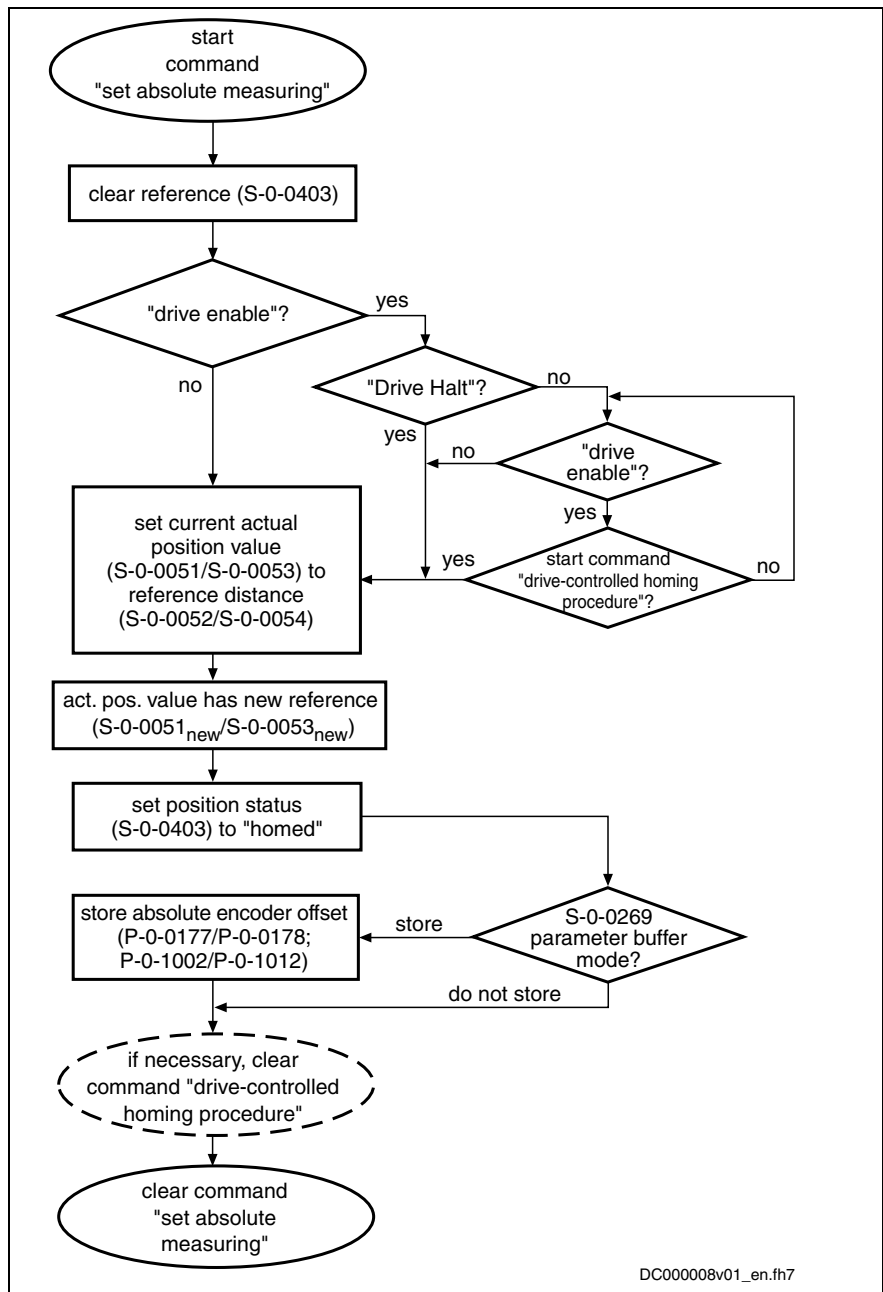 start
command
"set absolute measuring"
clear reference (S-0-0403)
"drive enable"?
yes
no
"Drive Halt"?
no
yes
"drive
enable"?
no
yes
start command
"drive-controlled homing
procedure"?
yes
no
set current actual
position value
(S-0-0051/S-0-0053) to
reference distance
(S-0-0052/S-0-0054)
act. pos. value has new reference
(S-0-0051new/S-0-0053new)
set position status
(S-0-0403) to "homed"
S-0-0269
parameter buffer
mode?
store
store absolute encoder offset
(P-0-0177/P-0-0178;
P-0-1002/P-0-1012)
do not store
if necessary, clear
command "drive-controlled
homing procedure"
clear command
"set absolute
measuring"
DC000008v01_en.fh7